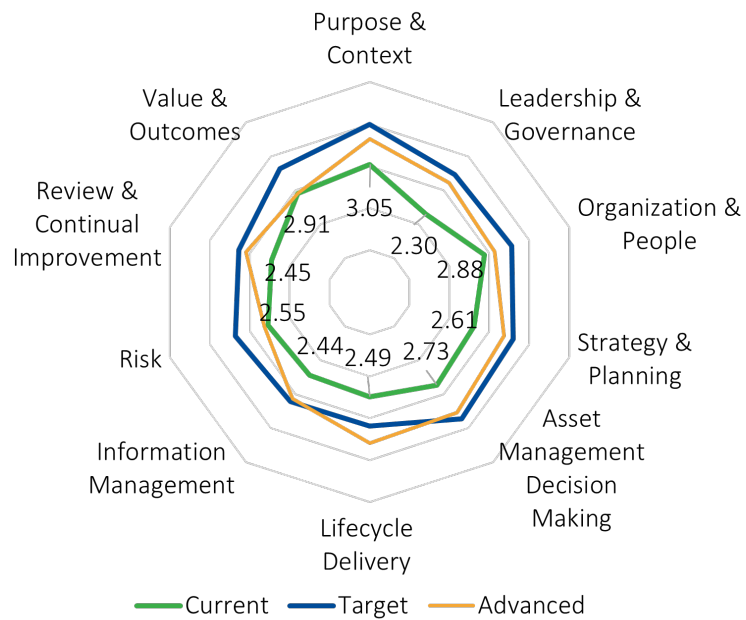 Purpose &
Context
Leadership &
Governance
Value &
Outcomes
Organization &
People
Review &
Continual
Improvement
3.05
2.91
2.30
2.88
2.45
2.55
2.61
2.44
2.49
2.73
Strategy &
Planning
Risk
Asset
Management
Decision
Making
Information
Management
Lifecycle
Delivery
Current
Target
Advanced